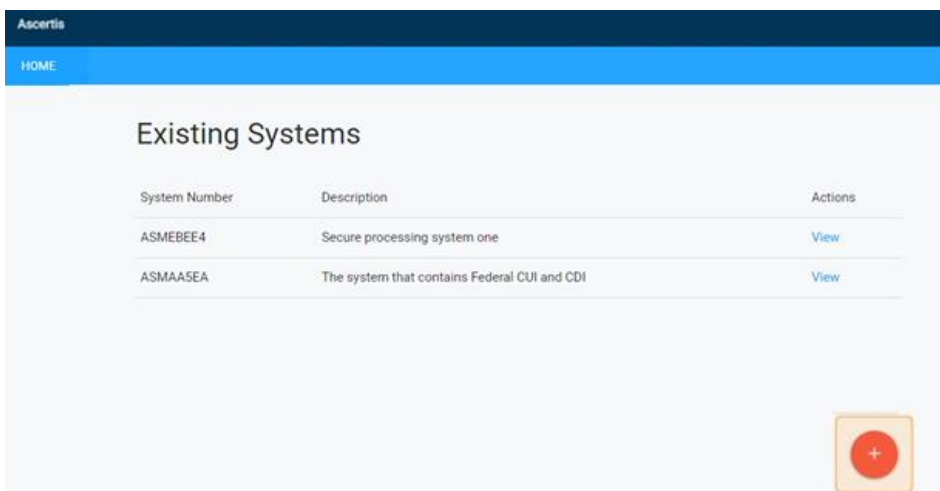 Ascertis
HOME
Existing Systems
System Number Description Actions
ASMEBEE4 Secure processing system one View
ASMAA5EA The system that contains Federal CUI and CDI View
+